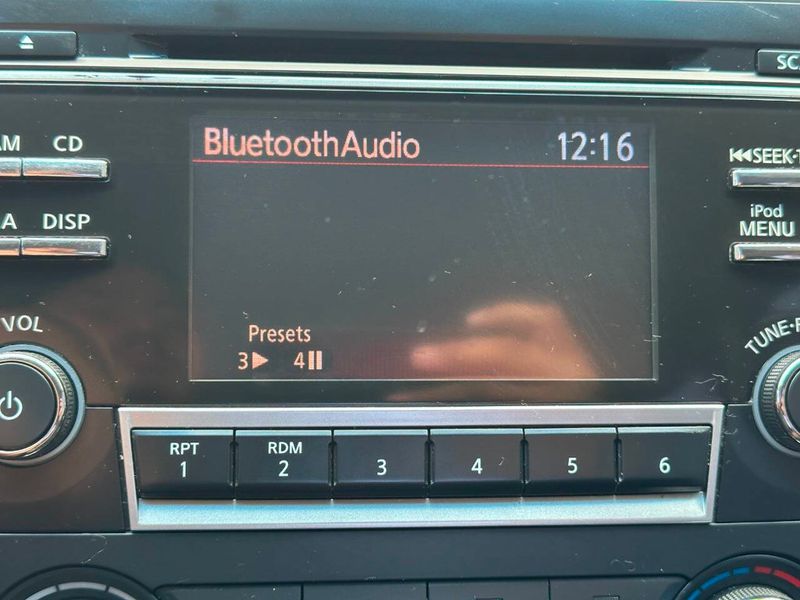 SC
AM CD
BluetoothAudio 12:16
SEEK-T
A DISP
iPod
MENU
VOL
Presets
3 4
TUNE-F
RPT RDM
1 2 3 4 5 6